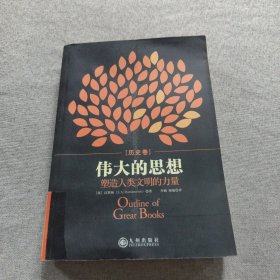 [历史卷]
伟大的思想
塑造人类文明的力量
Outline of
Great Books
九州出版社